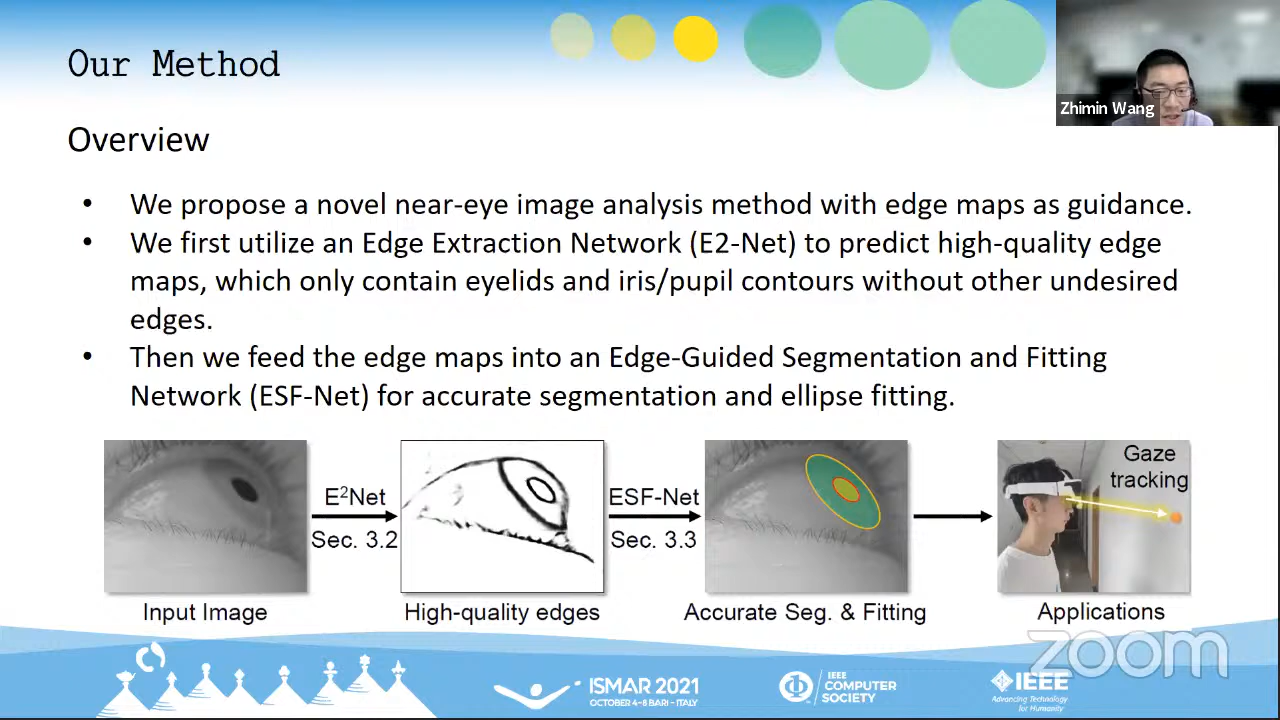 Our Method
Zhimin Wang
Overview
• We propose a novel near-eye image analysis method with edge maps as guidance.
• We first utilize an Edge Extraction Network (E2-Net) to predict high-quality edge
maps, which only contain eyelids and iris/pupil contours without other undesired
edges.
• Then we feed the edge maps into an Edge-Guided Segmentation and Fitting
Network (ESF-Net) for accurate segmentation and ellipse fitting.
E²Net
Sec. 3.2
ESF-Net
Sec. 3.3
Gaze
tracking
Input Image
High-quality edges
Accurate Seg. & Fitting
Applications
zoom
ISMAR 2021
OCTOBER 4-8 BARI - ITALY
IEEE
COMPUTER
SOCIETY
IEEE
Advancing Technology
for Humanity